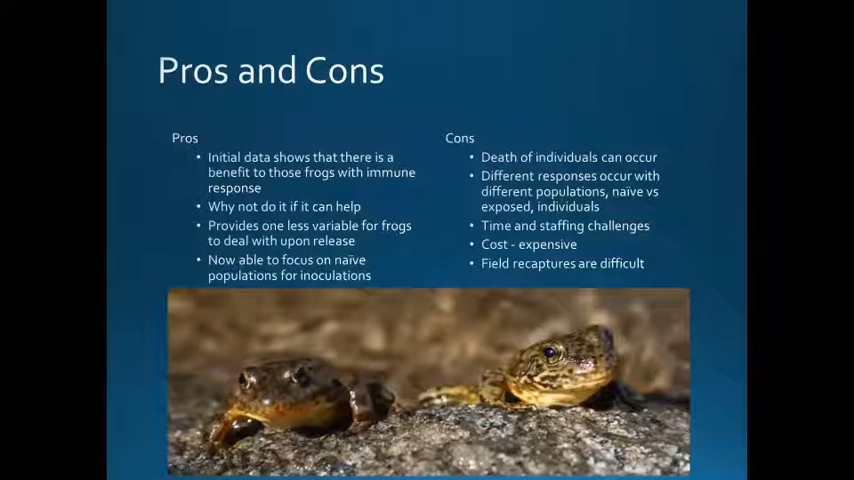 Pros and Cons
Pros
• Initial data shows that there is a
benefit to those frogs with immune
response
• Why not do it if it can help
• Provides one less variable for frogs
to deal with upon release
• Now able to focus on naïve
populations for inoculations
Cons
• Death of individuals can occur
• Different responses occur with
different populations, naïve vs
exposed, individuals
• Time and staffing challenges
• Cost - expensive
• Field recaptures are difficult